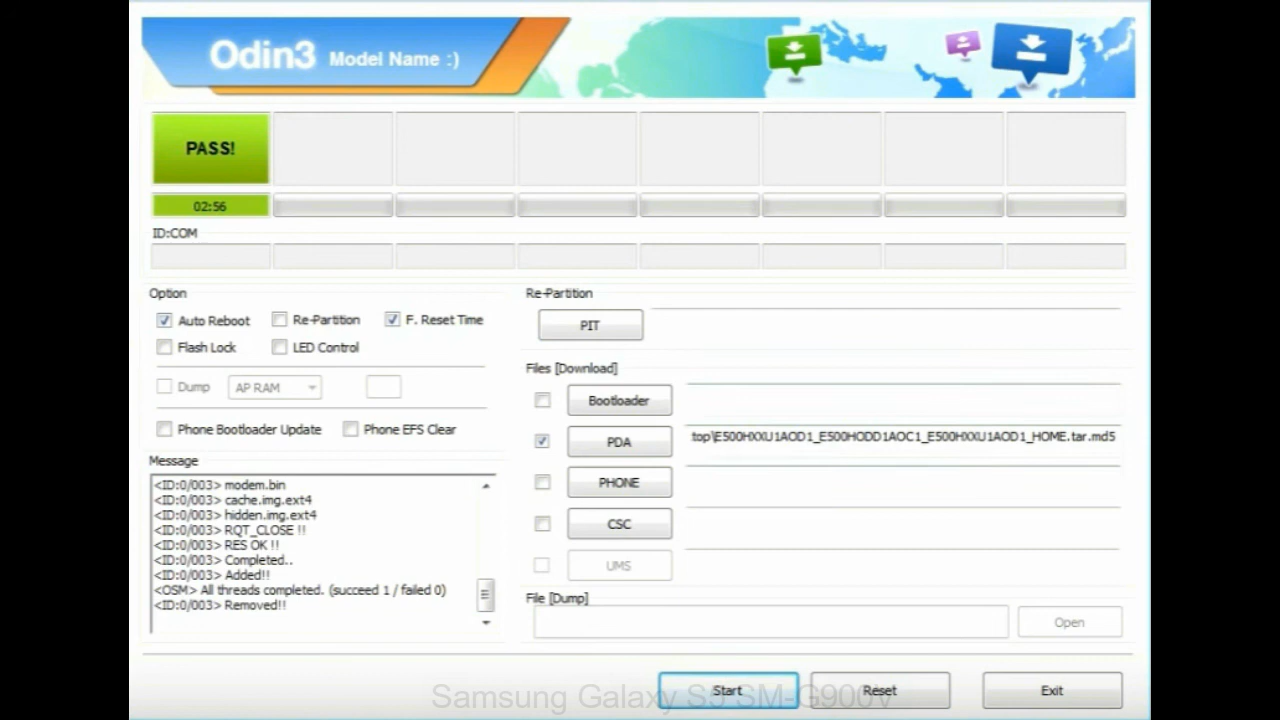 Odin3 Model Name :)
PASS!
02:56
ID:COM
Option
Auto Reboot Re-Partition F. Reset Time
Flash Lock LED Control
Dump AP RAM
Phone Bootloader Update Phone EFS Clear
Message
<ID:0/003> modem.bin
<ID:0/003> cache.img.ext4
<ID:0/003> hidden.img.ext4
<ID:0/003> RQT_CLOSE !!
<ID:0/003> RES OK !!
<ID:0/003> Completed..
<ID:0/003> Added!!
<OSM> All threads completed. (succeed 1 / failed 0)
<ID:0/003> Removed!!
Re-Partition
PIT
Files [Download]
Bootloader
PDA top\E500HXXU1AOD1_E500HODD1AOC1_E500HXXU1AOD1_HOME.tar.md5
PHONE
CSC
UMS
File [Dump]
Open
Start Reset Exit
Samsung Galaxy S5 SM-G900V